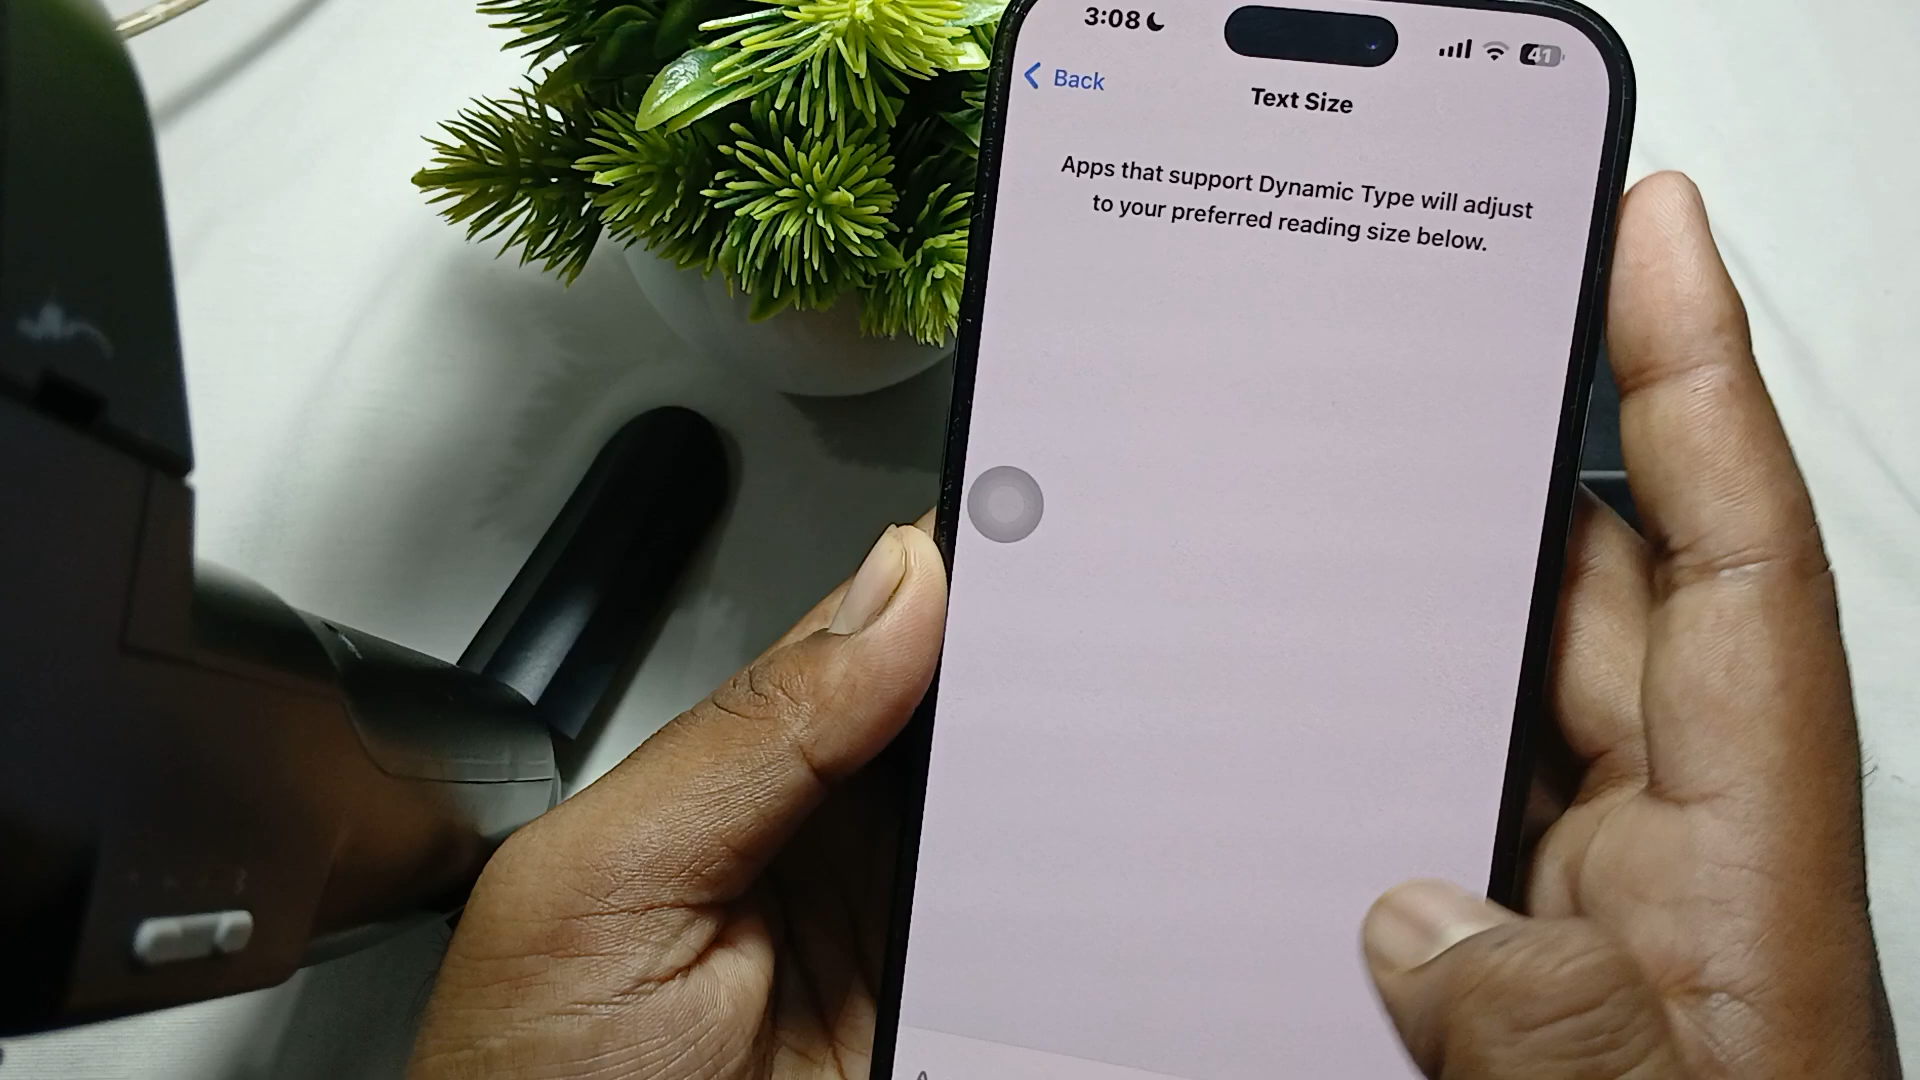 3:08
41
Back
Text Size
Apps that support Dynamic Type will adjust
to your preferred reading size below.